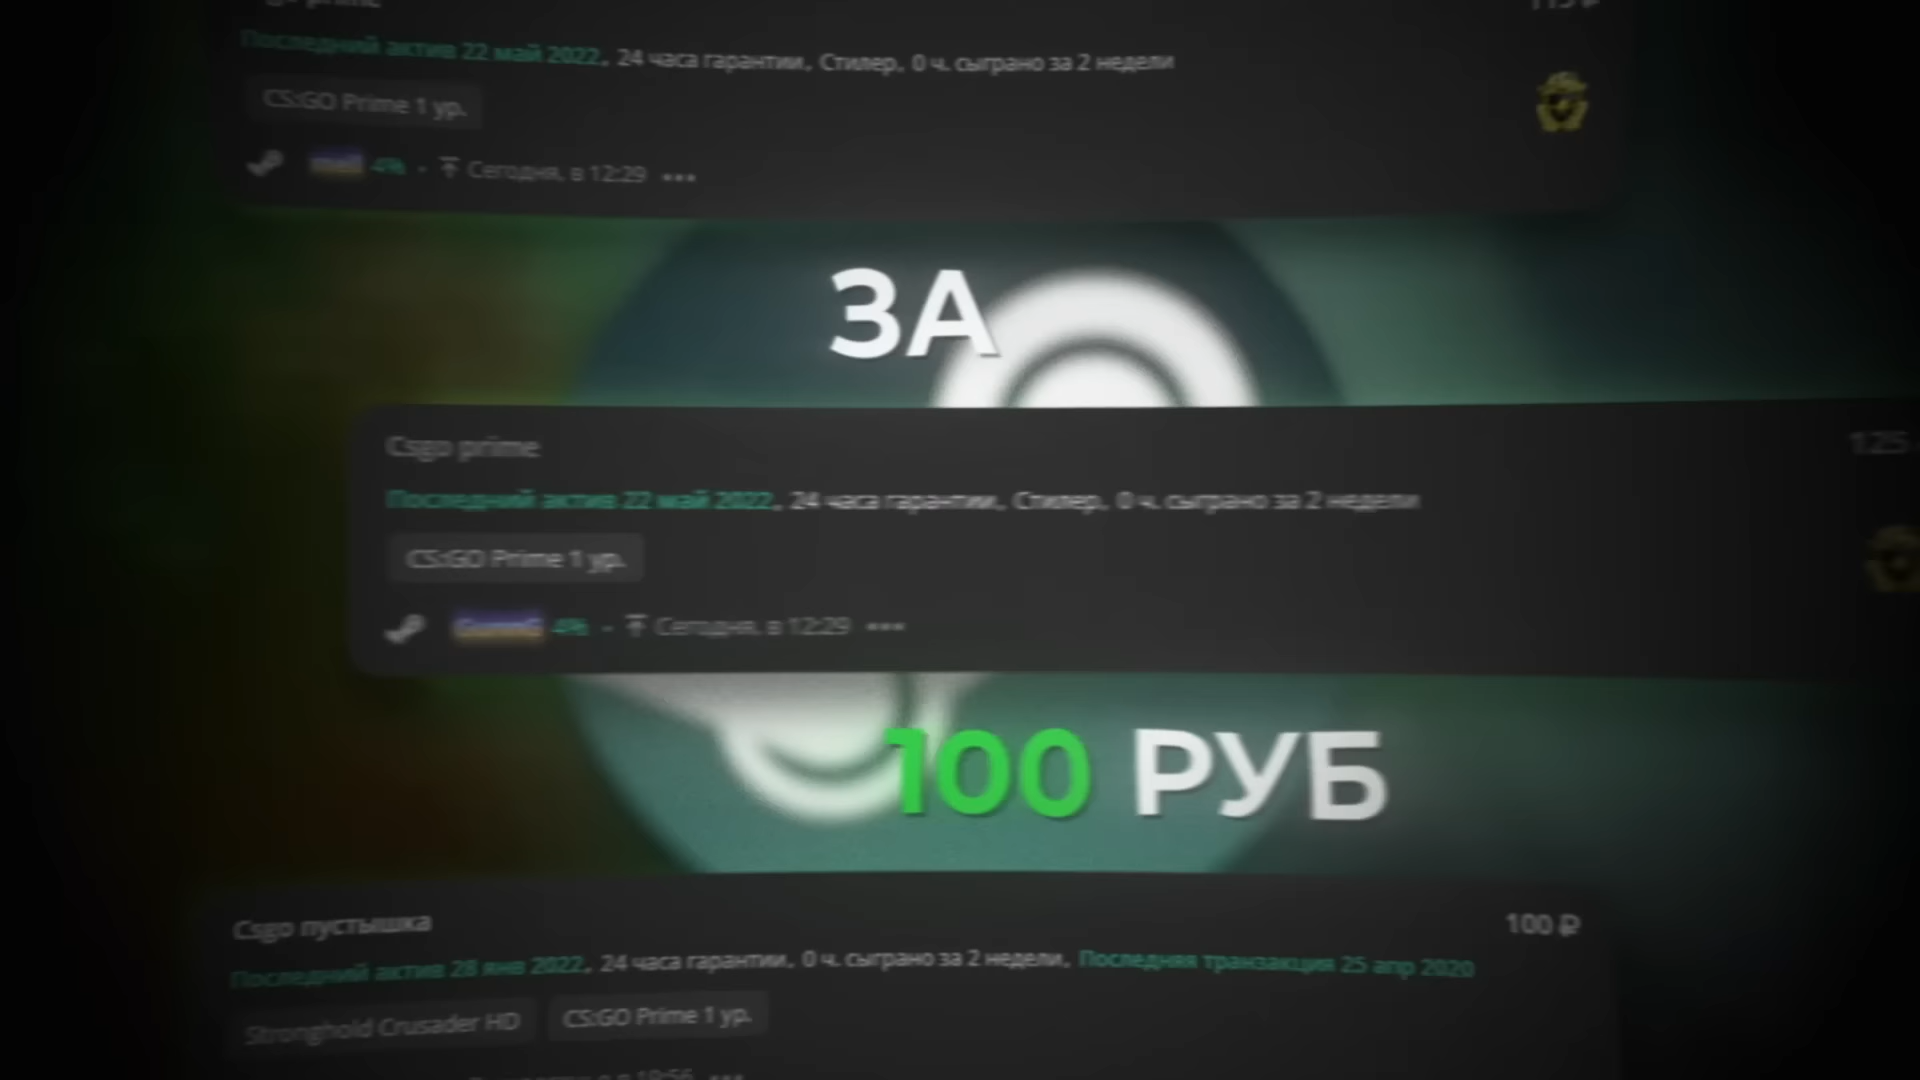 prime
Последний актив 22 май 2022, 24 часа гарантии, Стилер, 0 ч. сыграно за 2 недели
CS:GO Prime 1 ур.
4% · Сегодня, в 12:29 •••
ЗА
Csgo prime
125
Последний актив 22 май 2022, 24 часа гарантии, Стилер, 0 ч. сыграно за 2 недели
CS:GO Prime 1 ур.
4% · Сегодня, в 12:29 •••
100 РУБ
Csgo пустышка
100 ₽
Последний актив 28 янв 2022, 24 часа гарантии, 0 ч. сыграно за 2 недели, Последняя транзакция 25 апр 2020
Stronghold Crusader HD
CS:GO Prime 1 ур.